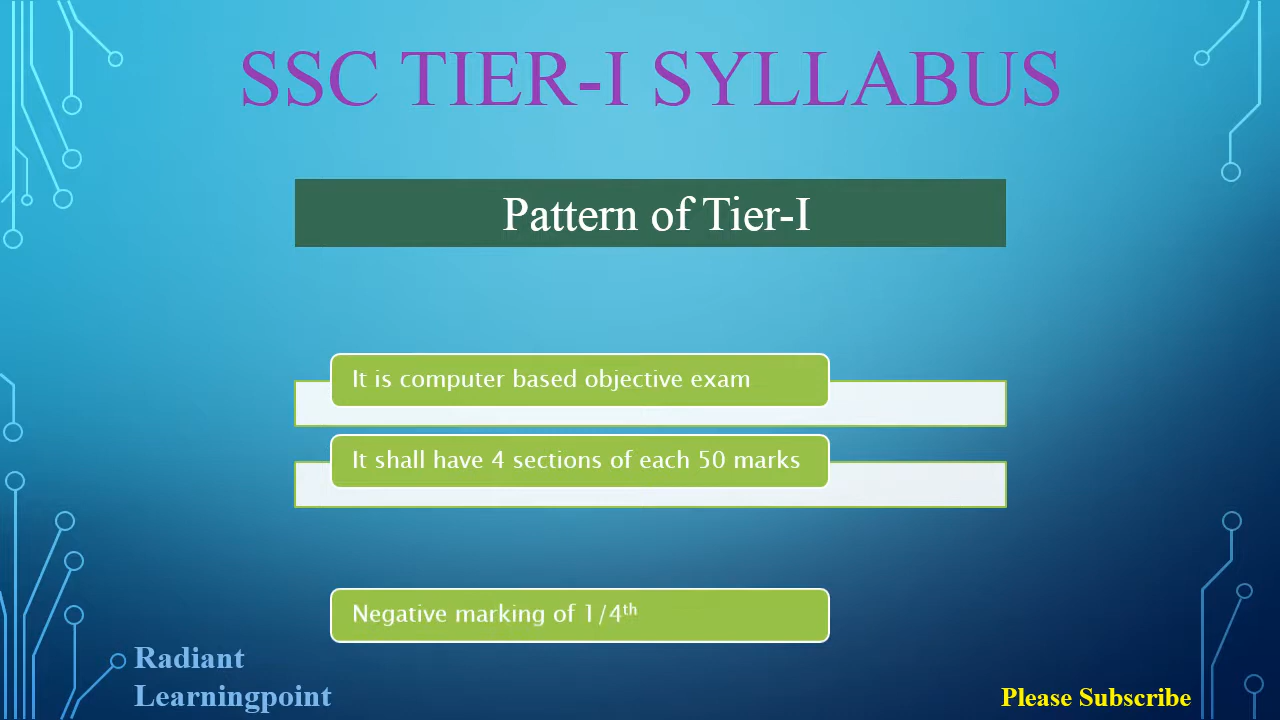 SSC TIER-I SYLLABUS
Pattern of Tier-I
It is computer based objective exam
It shall have 4 sections of each 50 marks
Negative marking of 1/4th
Radiant
Learningpoint
Please Subscribe